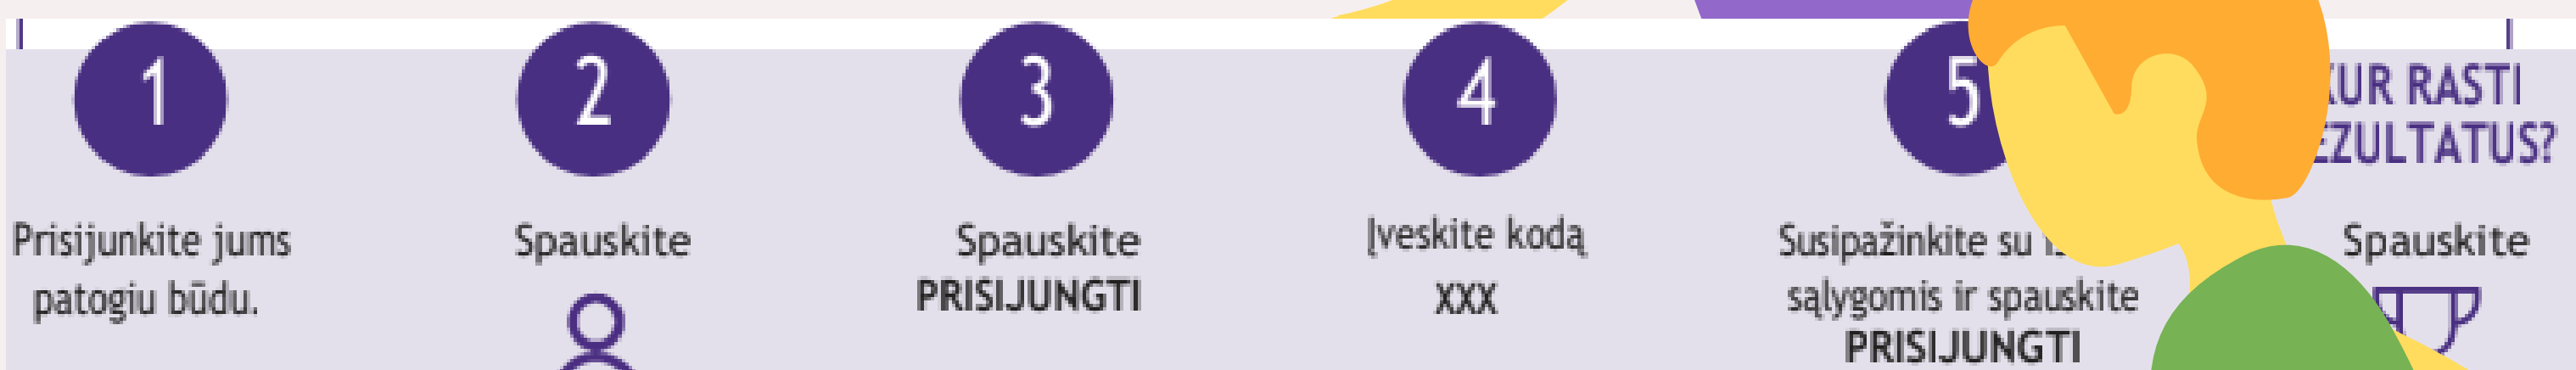 1
Prisijunkite jums
patogiu būdu.
2
Spauskite
3
Spauskite
PRISIJUNGTI
4
Įveskite kodą
XXX
5
Susipažinkite su
sąlygomis ir spauskite
PRISIJUNGTI
RASTI
Spauskite